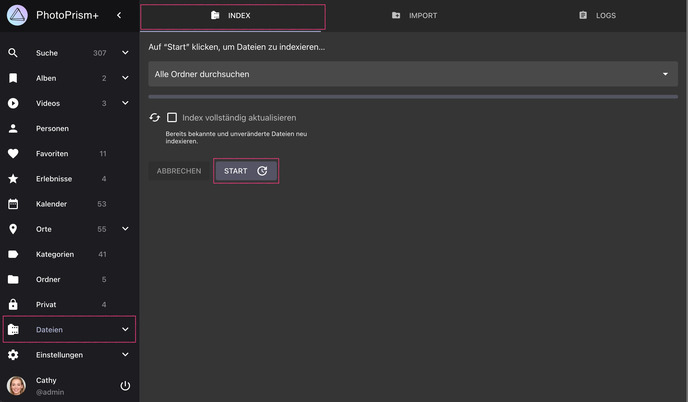 PhotoPrism+
Suche 307
Alben 2
Videos 3
Personen
Favoriten 11
Erlebnisse 4
Kalender 53
Orte 55
Kategorien 41
Ordner 5
Privat 4
Dateien
Einstellungen
Cathy
@admin
INDEX
IMPORT
LOGS
Auf "Start" klicken, um Dateien zu indexieren...
Alle Ordner durchsuchen
Index vollständig aktualisieren
Bereits bekannte und unveränderte Dateien neu
indexieren.
ABBRECHEN
START